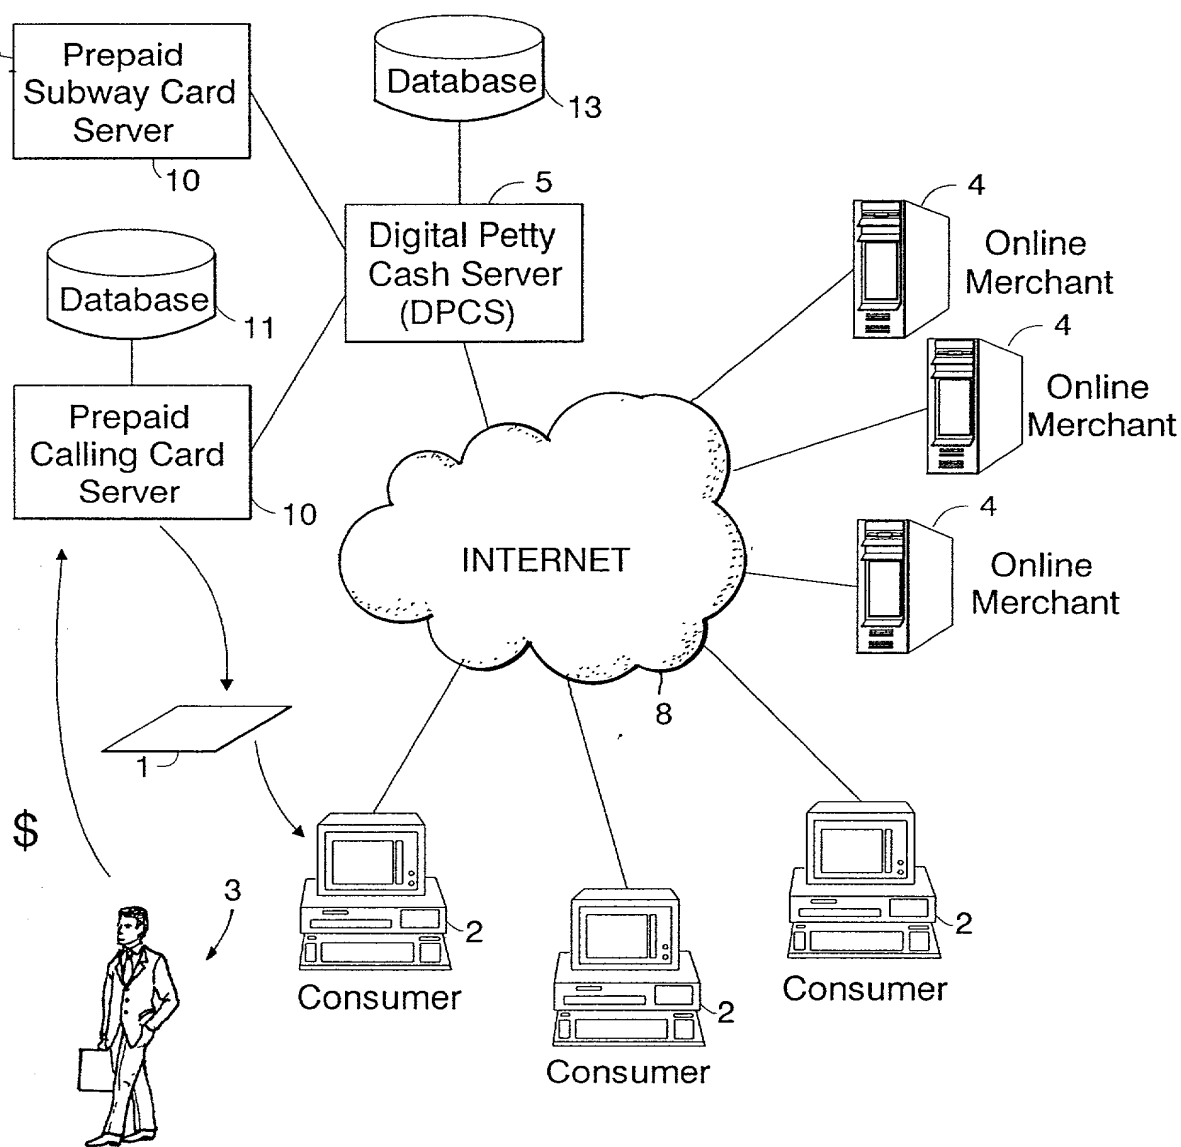 Prepaid
Subway Card
Server
10
Database
13
5
Digital Petty
Cash Server
(DPCS)
Database
11
Prepaid
Calling Card
Server
10
4
Online
Merchant
4
Online
Merchant
4
Online
Merchant
INTERNET
8
1
$
3
2
Consumer
2
Consumer
2
Consumer